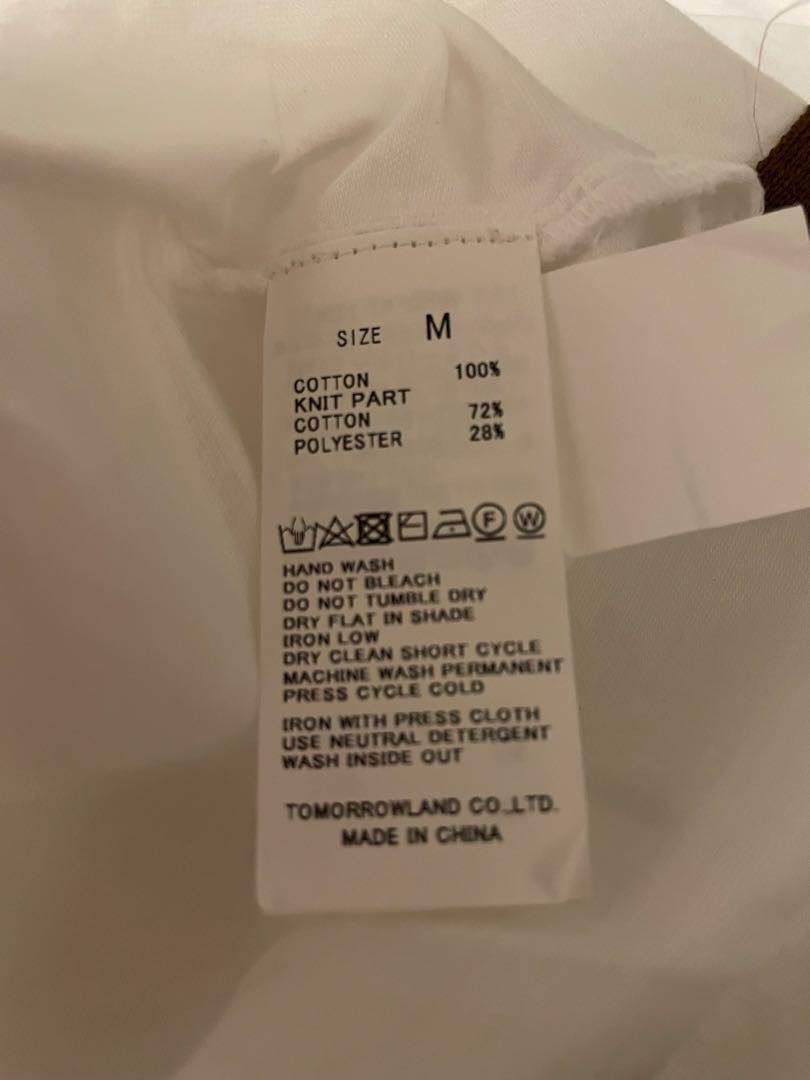 SIZE M
COTTON 100%
KNIT PART
COTTON 72%
POLYESTER 28%
F W
HAND WASH
DO NOT BLEACH
DO NOT TUMBLE DRY
DRY FLAT IN SHADE
IRON LOW
DRY CLEAN SHORT CYCLE
MACHINE WASH PERMANENT
PRESS CYCLE COLD
IRON WITH PRESS CLOTH
USE NEUTRAL DETERGENT
WASH INSIDE OUT
TOMORROWLAND CO.,LTD.
MADE IN CHINA